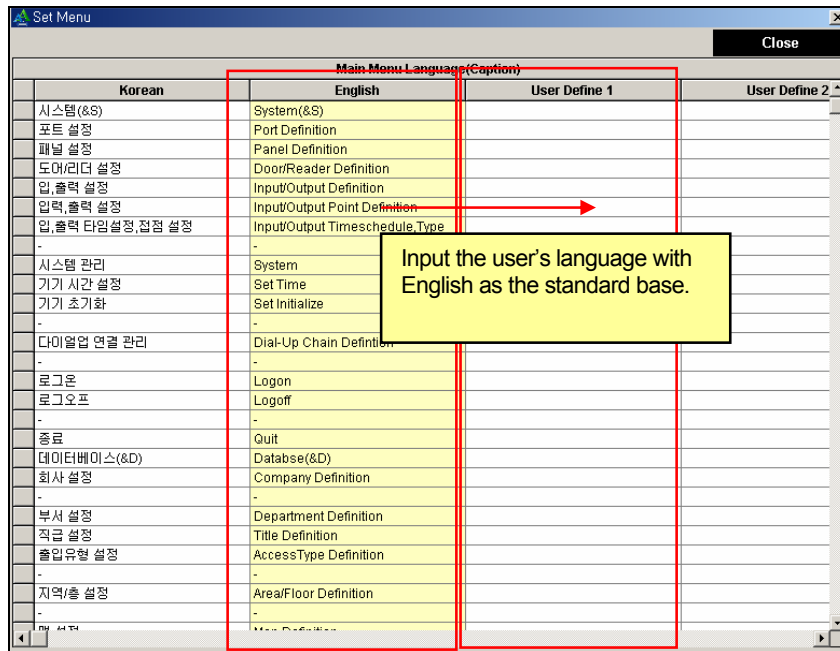 Set Menu
Close
Main Menu Language(Caption)
Korean English User Define 1 User Define 2
시스템(&S) System(&S)
포트 설정 Port Definition
패널 설정 Panel Definition
도어/리더 설정 Door/Reader Definition
입,출력 설정 Input/Output Definition
입력,출력 설정 Input/Output Point Definition
입,출력 타임설정,접점 설정 Input/Output Timeschedule,Type
- -
시스템 관리 System
기기 시간 설정 Set Time
기기 초기화 Set Initialize
- -
다이얼업 연결 관리 Dial-Up Chain Defintion
- -
로그온 Logon
로그오프 Logoff
- -
종료 Quit
데이터베이스(&D) Databse(&D)
회사 설정 Company Definition
- -
부서 설정 Department Definition
직급 설정 Title Definition
출입유형 설정 AccessType Definition
- -
지역/층 설정 Area/Floor Definition
- -
맵 설정 Map Definition
Input the user's language with
English as the standard base.